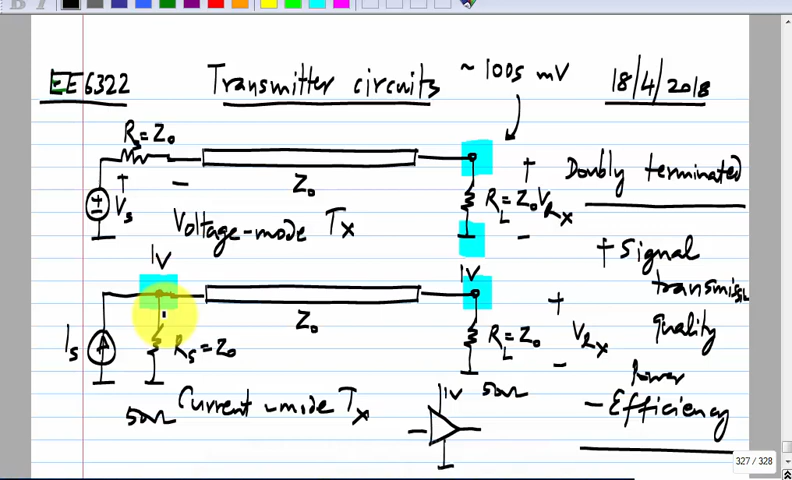 EE6322 Transmitter circuits ~100s mV 18/4/2018
Rs=Z0
Z0
+ Vs −
Voltage-mode Tx
RL=Z0
+ VRx −
Doubly terminated
+ Signal
transmission
quality
Power
− Efficiency
1V
1V
Is
Rs=Z0
Z0
RL=Z0
+ VRx −
50Ω
50Ω
Current-mode Tx
1V
327 / 328